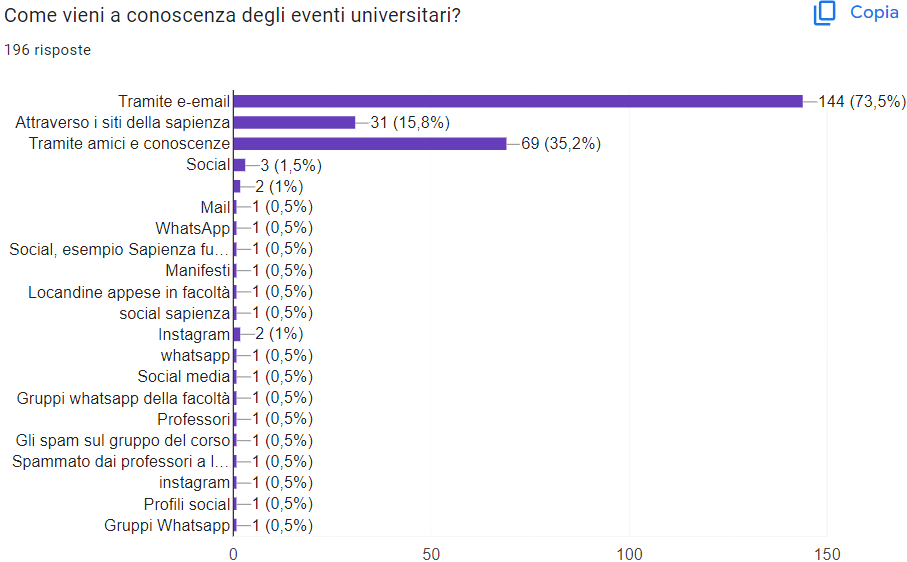 Come vieni a conoscenza degli eventi universitari?
Copia
196 risposte
Tramite e-email 144 (73,5%)
Attraverso i siti della sapienza 31 (15,8%)
Tramite amici e conoscenze 69 (35,2%)
Social 3 (1,5%)
2 (1%)
Mail 1 (0,5%)
WhatsApp 1 (0,5%)
Social, esempio Sapienza fu… 1 (0,5%)
Manifesti 1 (0,5%)
Locandine appese in facoltà 1 (0,5%)
social sapienza 1 (0,5%)
Instagram 2 (1%)
whatsapp 1 (0,5%)
Social media 1 (0,5%)
Gruppi whatsapp della facoltà 1 (0,5%)
Professori 1 (0,5%)
Gli spam sul gruppo del corso 1 (0,5%)
Spammato dai professori a l… 1 (0,5%)
instagram 1 (0,5%)
Profili social 1 (0,5%)
Gruppi Whatsapp 1 (0,5%)
0 50 100 150